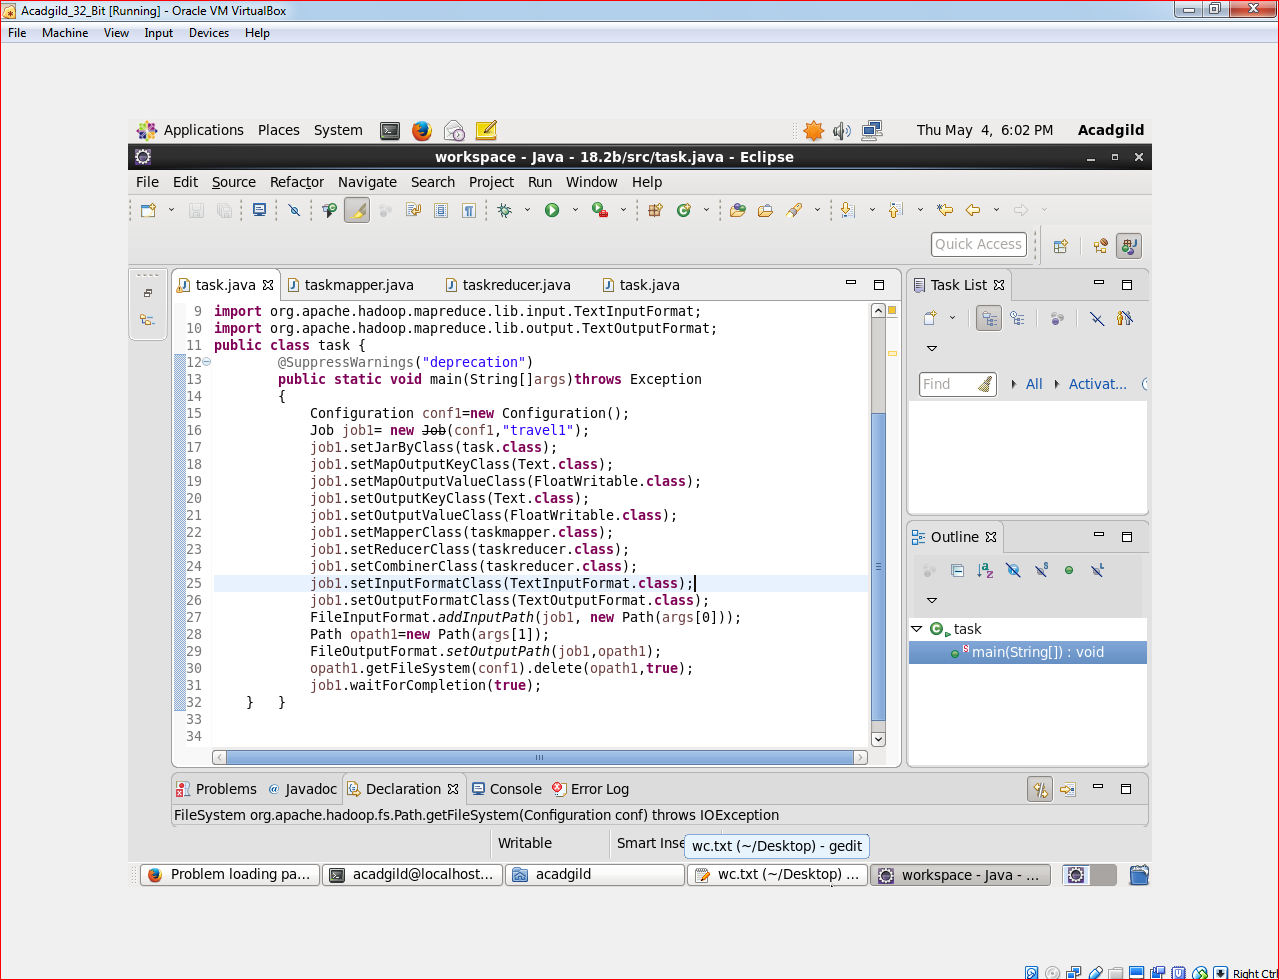 Acadgild_32_Bit [Running] - Oracle VM VirtualBox
File Machine View Input Devices Help
Applications Places System Thu May 4, 6:02 PM Acadgild
workspace - Java - 18.2b/src/task.java - Eclipse
File Edit Source Refactor Navigate Search Project Run Window Help
Quick Access
task.java taskmapper.java taskreducer.java task.java
9 import org.apache.hadoop.mapreduce.lib.input.TextInputFormat;
10 import org.apache.hadoop.mapreduce.lib.output.TextOutputFormat;
11 public class task {
12 @SuppressWarnings("deprecation")
13 public static void main(String[]args)throws Exception
14 {
15 Configuration conf1=new Configuration();
16 Job job1= new Job(conf1,"travel1");
17 job1.setJarByClass(task.class);
18 job1.setMapOutputKeyClass(Text.class);
19 job1.setMapOutputValueClass(FloatWritable.class);
20 job1.setOutputKeyClass(Text.class);
21 job1.setOutputValueClass(FloatWritable.class);
22 job1.setMapperClass(taskmapper.class);
23 job1.setReducerClass(taskreducer.class);
24 job1.setCombinerClass(taskreducer.class);
25 job1.setInputFormatClass(TextInputFormat.class);
26 job1.setOutputFormatClass(TextOutputFormat.class);
27 FileInputFormat.addInputPath(job1, new Path(args[0]));
28 Path opath1=new Path(args[1]);
29 FileOutputFormat.setOutputPath(job1,opath1);
30 opath1.getFileSystem(conf1).delete(opath1,true);
31 job1.waitForCompletion(true);
32 } }
33
34
Task List
Find All Activat...
Outline
task
main(String[]) : void
Problems Javadoc Declaration Console Error Log
FileSystem org.apache.hadoop.fs.Path.getFileSystem(Configuration conf) throws IOException
Writable Smart Inse
wc.txt (~/Desktop) - gedit
Problem loading pa... acadgild@localhost... acadgild wc.txt (~/Desktop) ... workspace - Java - ...
Right Ctrl